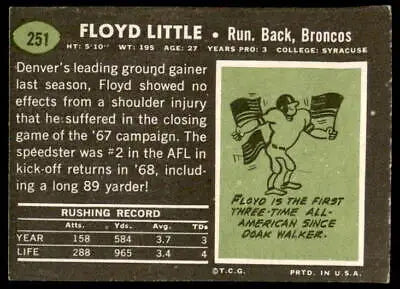 251
FLOYD LITTLE • Run. Back, Broncos
HT: 5'10" WT: 195 AGE: 27 YEARS PRO: 3 COLLEGE: SYRACUSE
Denver's leading ground gainer
last season, Floyd showed no
effects from a shoulder injury
that he suffered in the closing
game of the '67 campaign. The
speedster was #2 in the AFL in
kick-off returns in '68, includ-
ing a long 89 yarder!
RUSHING RECORD
Atts. Yds. Avg. TDs
YEAR 158 584 3.7 3
LIFE 288 965 3.4 4
FLOYD IS THE FIRST
THREE-TIME ALL-
AMERICAN SINCE
DOAK WALKER.
©T.C.G. PRTD. IN U.S.A.